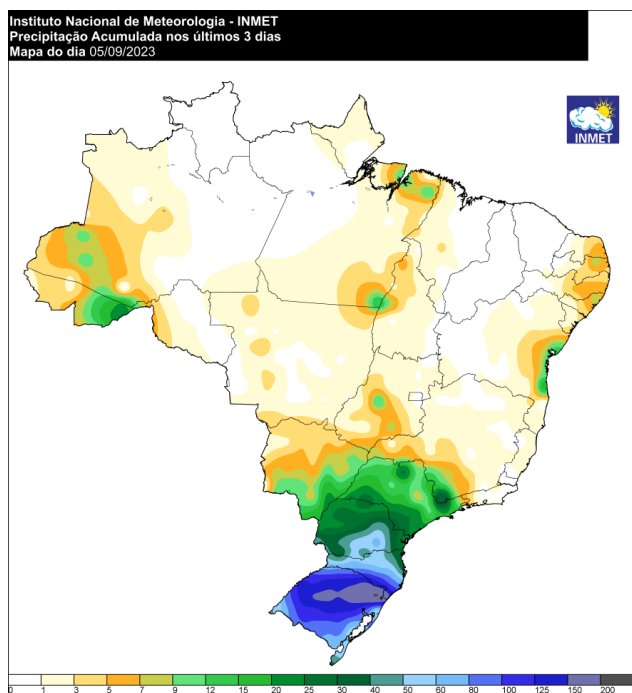 Instituto Nacional de Meteorologia - INMET
Precipitação Acumulada nos últimos 3 dias
Mapa do dia 05/09/2023
INMET
0 1 3 5 7 9 12 15 20 25 30 40 50 60 80 100 125 150 200